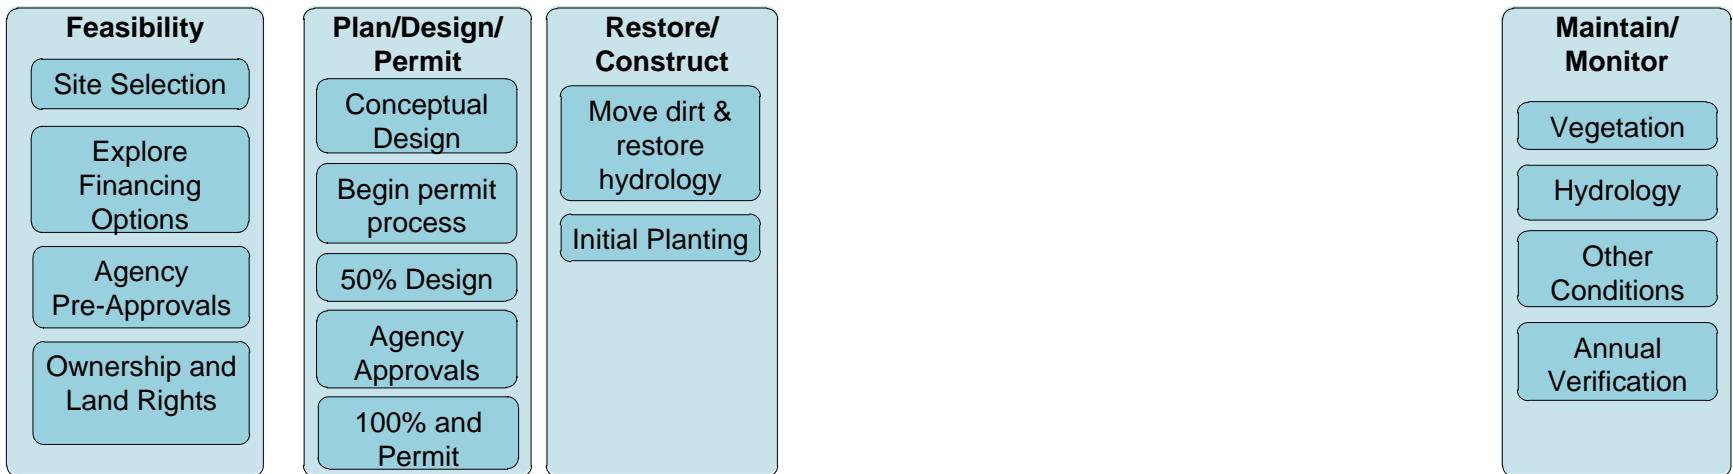 Feasibility
Site Selection
Explore
Financing
Options
Agency
Pre-Approvals
Ownership and
Land Rights
Plan/Design/
Permit
Conceptual
Design
Begin permit
process
50% Design
Agency
Approvals
100% and
Permit
Restore/
Construct
Move dirt &
restore
hydrology
Initial Planting
Maintain/
Monitor
Vegetation
Hydrology
Other
Conditions
Annual
Verification